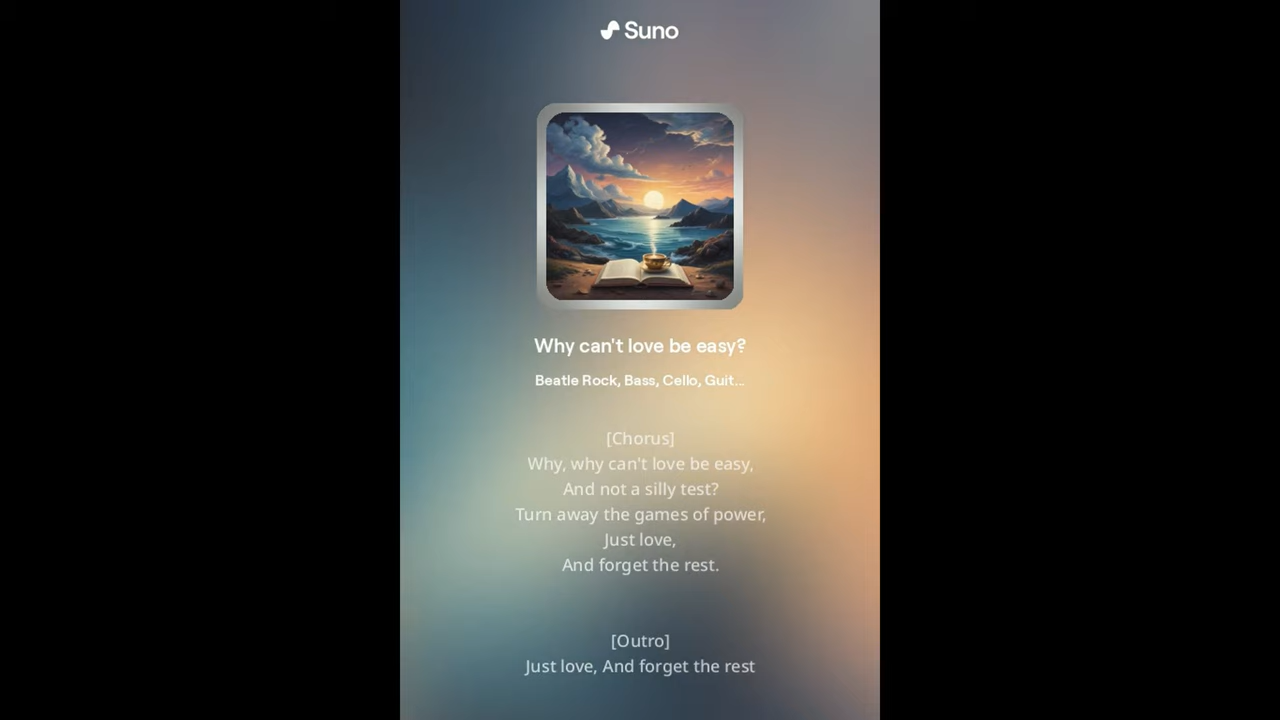 Suno
Why can't love be easy?
Beatle Rock, Bass, Cello, Guit...
[Chorus]
Why, why can't love be easy,
And not a silly test?
Turn away the games of power,
Just love,
And forget the rest.
[Outro]
Just love, And forget the rest